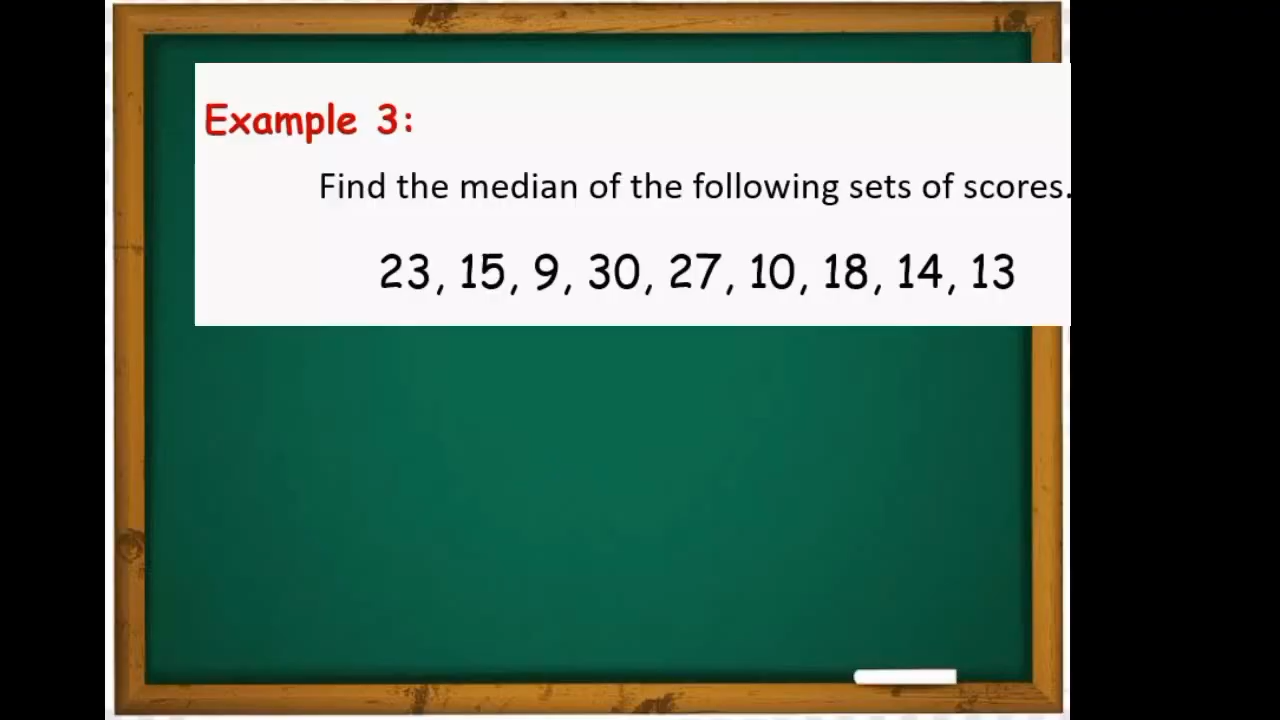 Example 3:
Find the median of the following sets of scores.
23, 15, 9, 30, 27, 10, 18, 14, 13